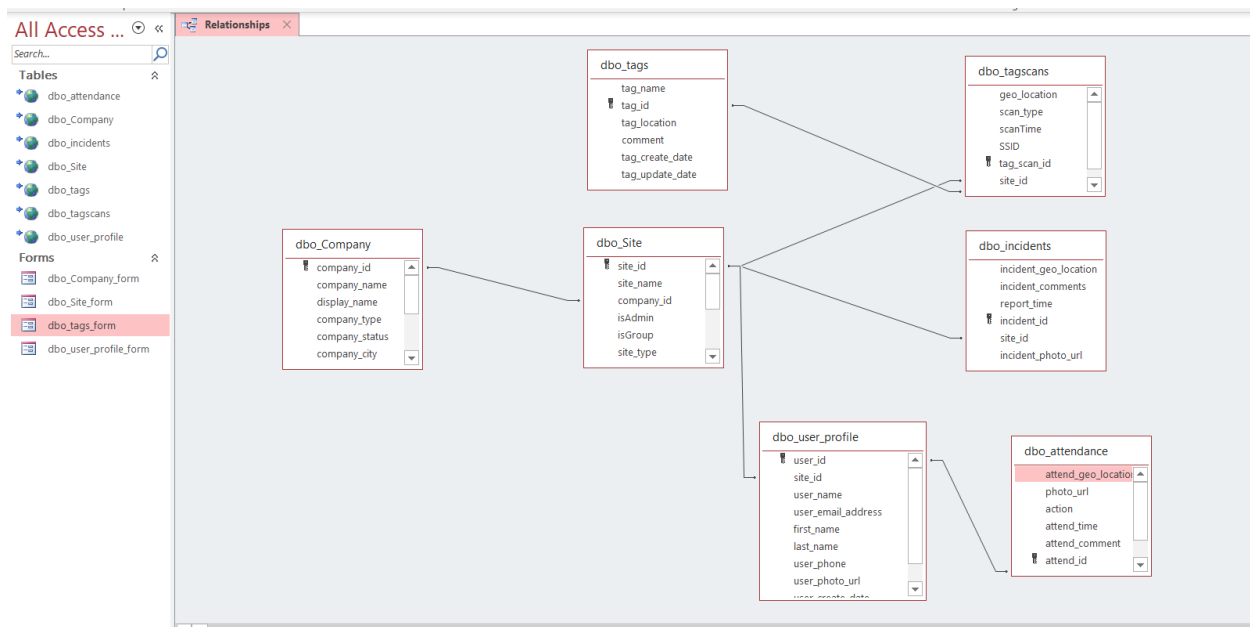 All Access ...
Search...
Tables
dbo_attendance
dbo_Company
dbo_incidents
dbo_Site
dbo_tags
dbo_tagscans
dbo_user_profile
Forms
dbo_Company_form
dbo_Site_form
dbo_tags_form
dbo_user_profile_form
Relationships
dbo_tags
tag_name
tag_id
tag_location
comment
tag_create_date
tag_update_date
dbo_tagscans
geo_location
scan_type
scanTime
SSID
tag_scan_id
site_id
dbo_Company
company_id
company_name
display_name
company_type
company_status
company_city
dbo_Site
site_id
site_name
company_id
isAdmin
isGroup
site_type
dbo_incidents
incident_geo_location
incident_comments
report_time
incident_id
site_id
incident_photo_url
dbo_user_profile
user_id
site_id
user_name
user_email_address
first_name
last_name
user_phone
user_photo_url
user_create_date
dbo_attendance
attend_geo_locatio
photo_url
action
attend_time
attend_comment
attend_id